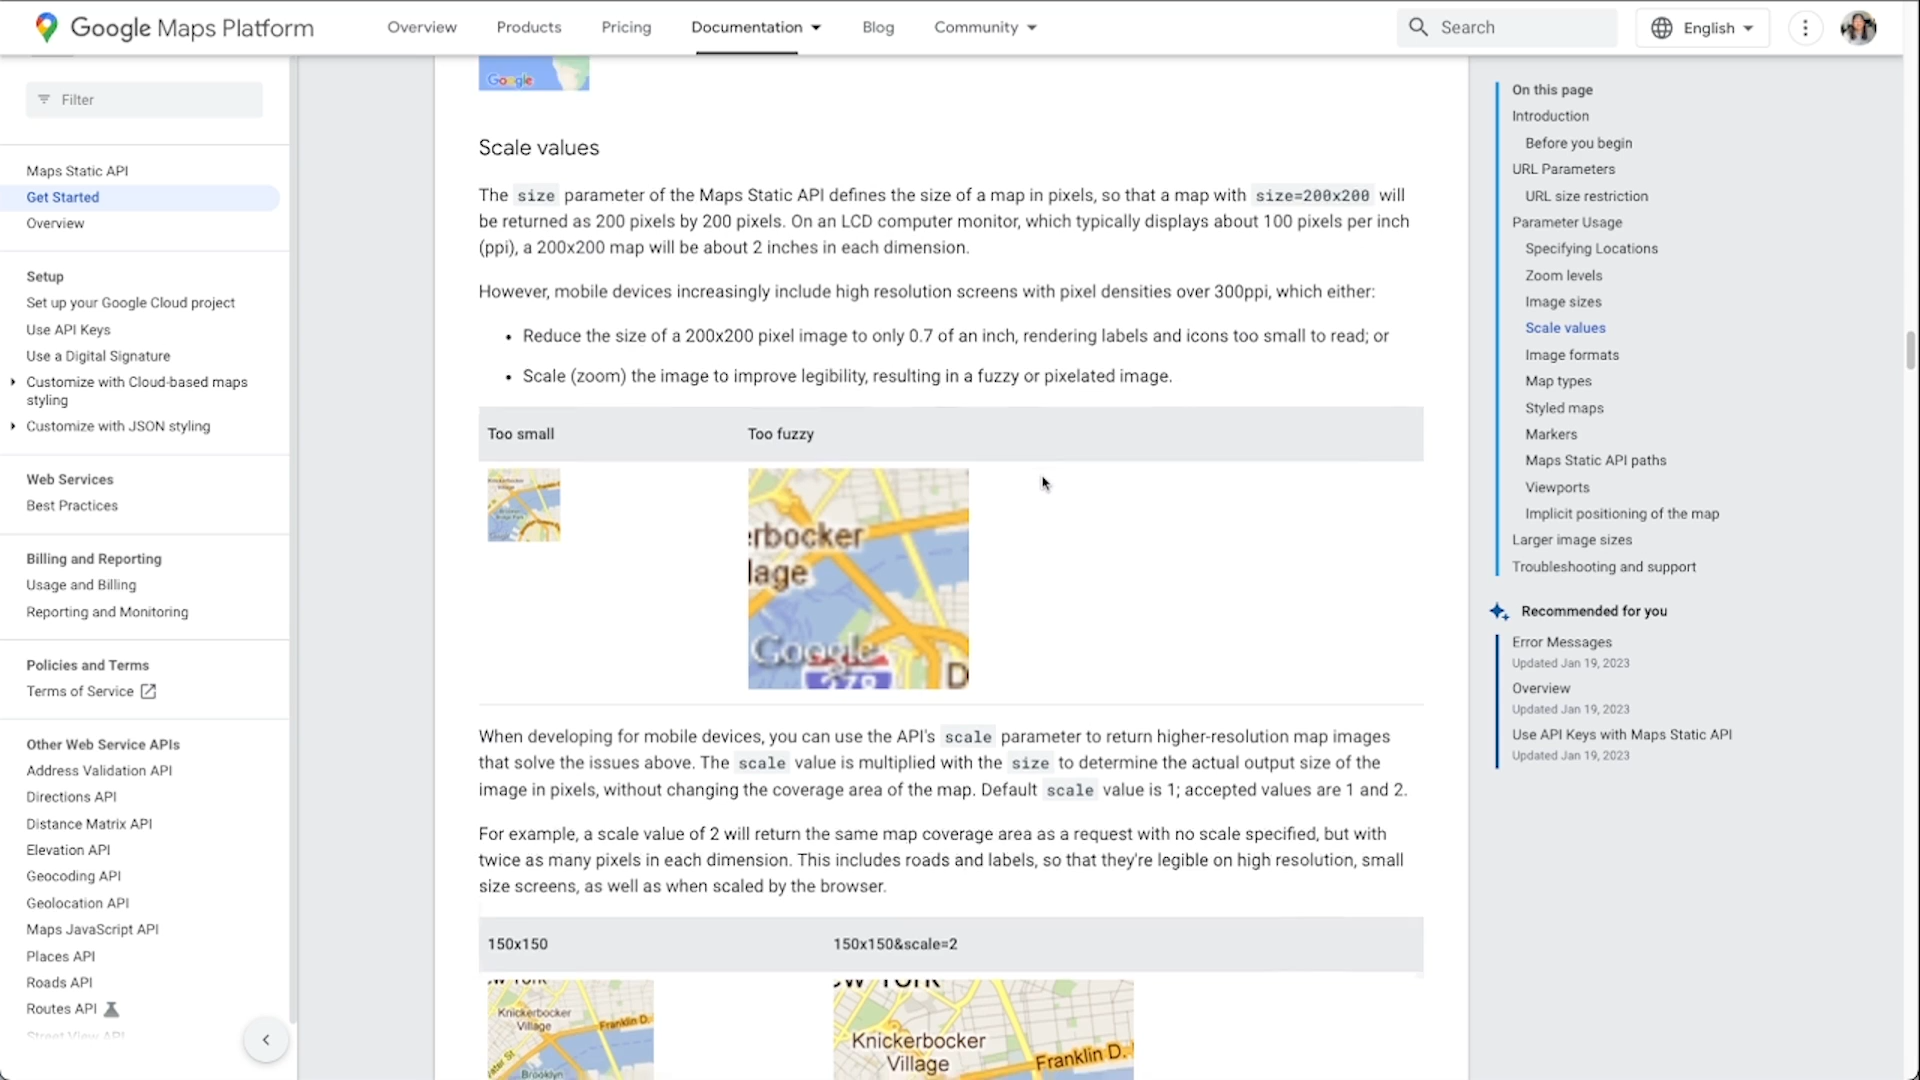 Google Maps Platform
Overview
Products
Pricing
Documentation
Blog
Community
Search
English
Filter
Maps Static API
Get Started
Overview
Setup
Set up your Google Cloud project
Use API Keys
Use a Digital Signature
Customize with Cloud-based maps
styling
Customize with JSON styling
Web Services
Best Practices
Billing and Reporting
Usage and Billing
Reporting and Monitoring
Policies and Terms
Terms of Service
Other Web Service APIs
Address Validation API
Directions API
Distance Matrix API
Elevation API
Geocoding API
Geolocation API
Maps JavaScript API
Places API
Roads API
Routes API
Street View API
Google
Scale values
The size parameter of the Maps Static API defines the size of a map in pixels, so that a map with size=200x200 will
be returned as 200 pixels by 200 pixels. On an LCD computer monitor, which typically displays about 100 pixels per inch
(ppi), a 200x200 map will be about 2 inches in each dimension.
However, mobile devices increasingly include high resolution screens with pixel densities over 300ppi, which either:
• Reduce the size of a 200x200 pixel image to only 0.7 of an inch, rendering labels and icons too small to read; or
• Scale (zoom) the image to improve legibility, resulting in a fuzzy or pixelated image.
Too small
Too fuzzy
Knickerbocker
Village
erbocker
lage
Google
278
D
When developing for mobile devices, you can use the API's scale parameter to return higher-resolution map images
that solve the issues above. The scale value is multiplied with the size to determine the actual output size of the
image in pixels, without changing the coverage area of the map. Default scale value is 1; accepted values are 1 and 2.
For example, a scale value of 2 will return the same map coverage area as a request with no scale specified, but with
twice as many pixels in each dimension. This includes roads and labels, so that they're legible on high resolution, small
size screens, as well as when scaled by the browser.
150x150
150x150&scale=2
Knickerbocker
Village
Franklin D.
ater St
Brooklyn
ew York
Knickerbocker
Village
Franklin D.
On this page
Introduction
Before you begin
URL Parameters
URL size restriction
Parameter Usage
Specifying Locations
Zoom levels
Image sizes
Scale values
Image formats
Map types
Styled maps
Markers
Maps Static API paths
Viewports
Implicit positioning of the map
Larger image sizes
Troubleshooting and support
Recommended for you
Error Messages
Updated Jan 19, 2023
Overview
Updated Jan 19, 2023
Use API Keys with Maps Static API
Updated Jan 19, 2023